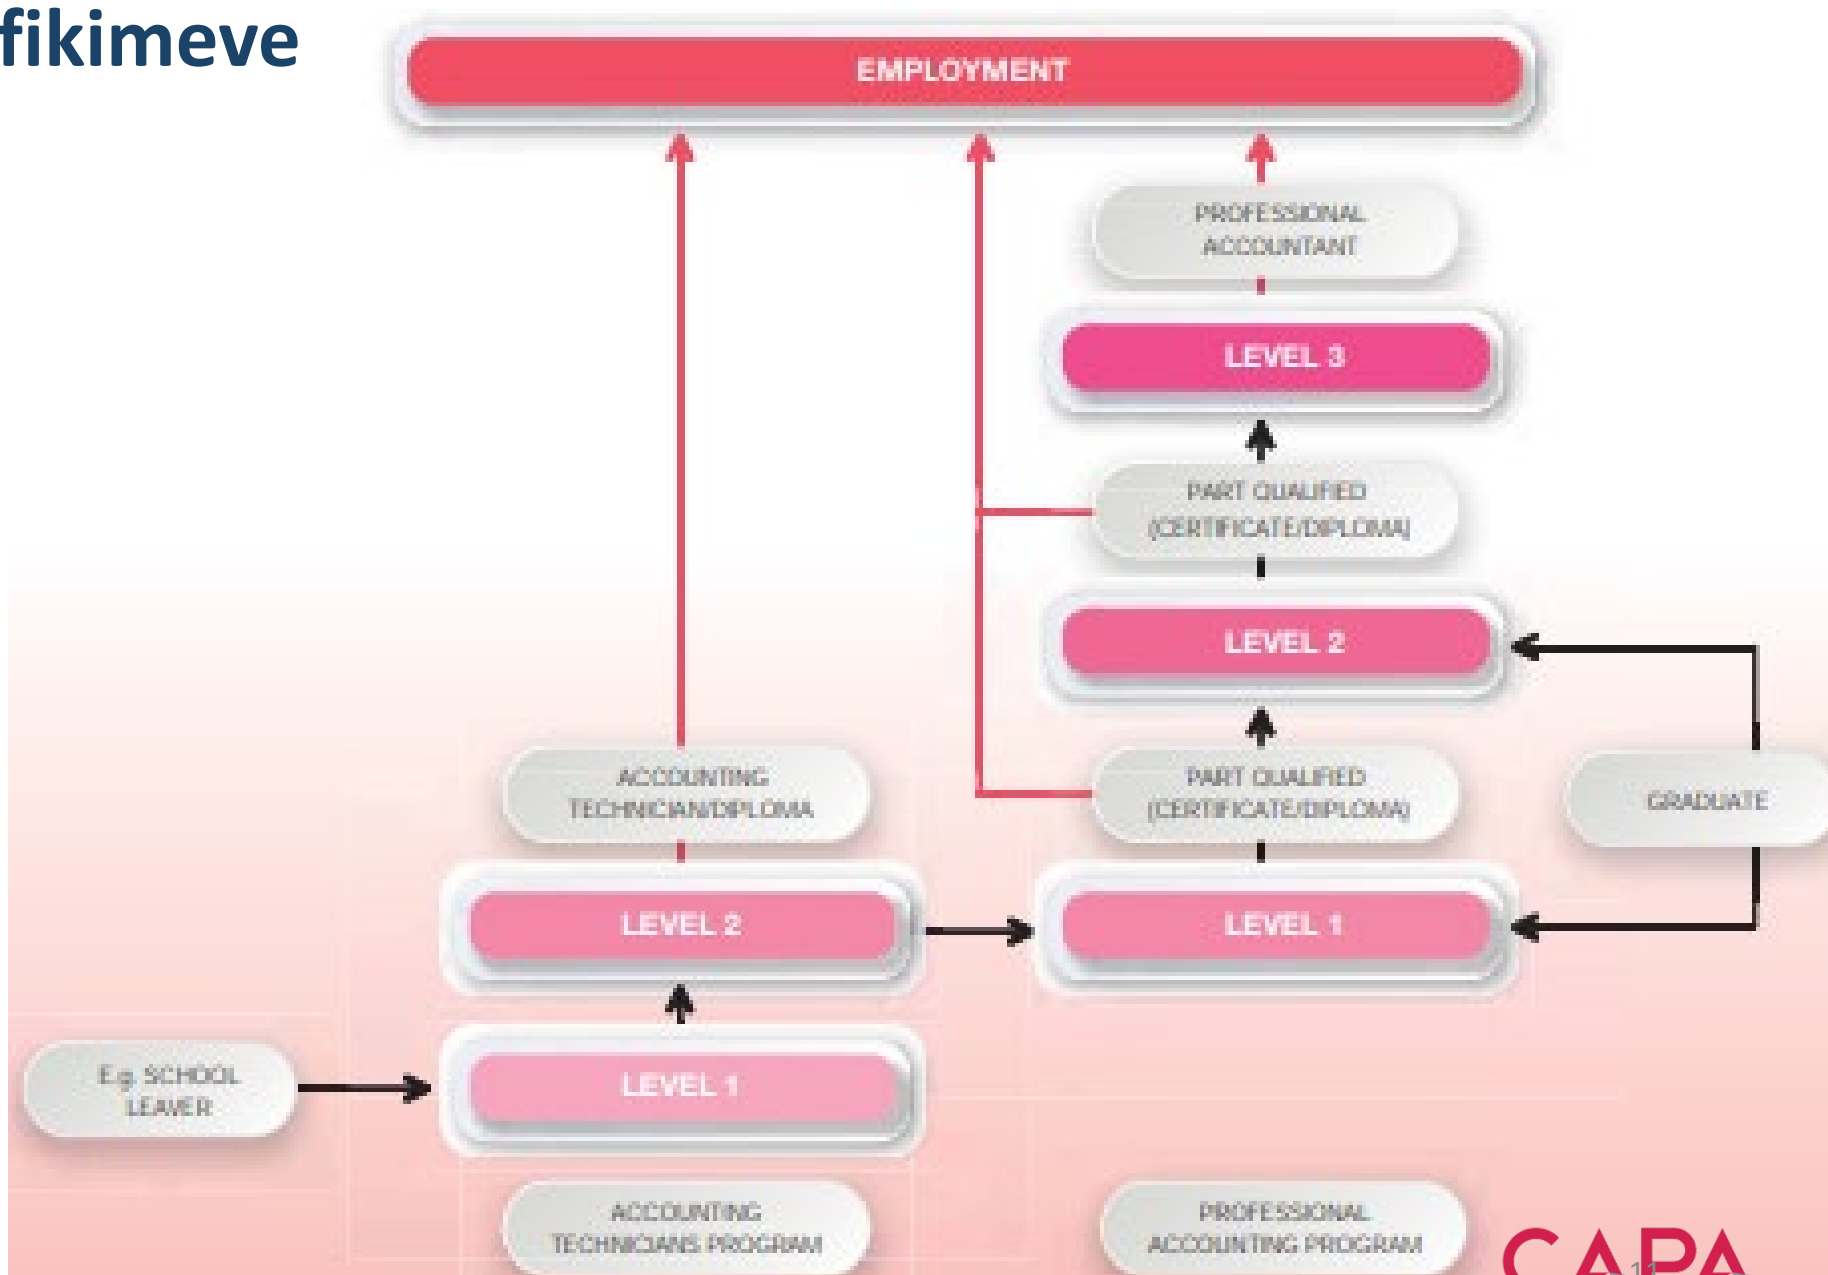 fikimeve
EMPLOYMENT
PROFESSIONAL
ACCOUNTANT
LEVEL 3
PART QUALIFIED
(CERTIFICATE/DIPLOMA)
LEVEL 2
ACCOUNTING
TECHNICIAN/DIPLOMA
PART QUALIFIED
(CERTIFICATE/DIPLOMA)
GRADUATE
LEVEL 2
LEVEL 1
E.g. SCHOOL
LEAVER
LEVEL 1
ACCOUNTING
TECHNICIANS PROGRAM
PROFESSIONAL
ACCOUNTING PROGRAM
CAPA
11